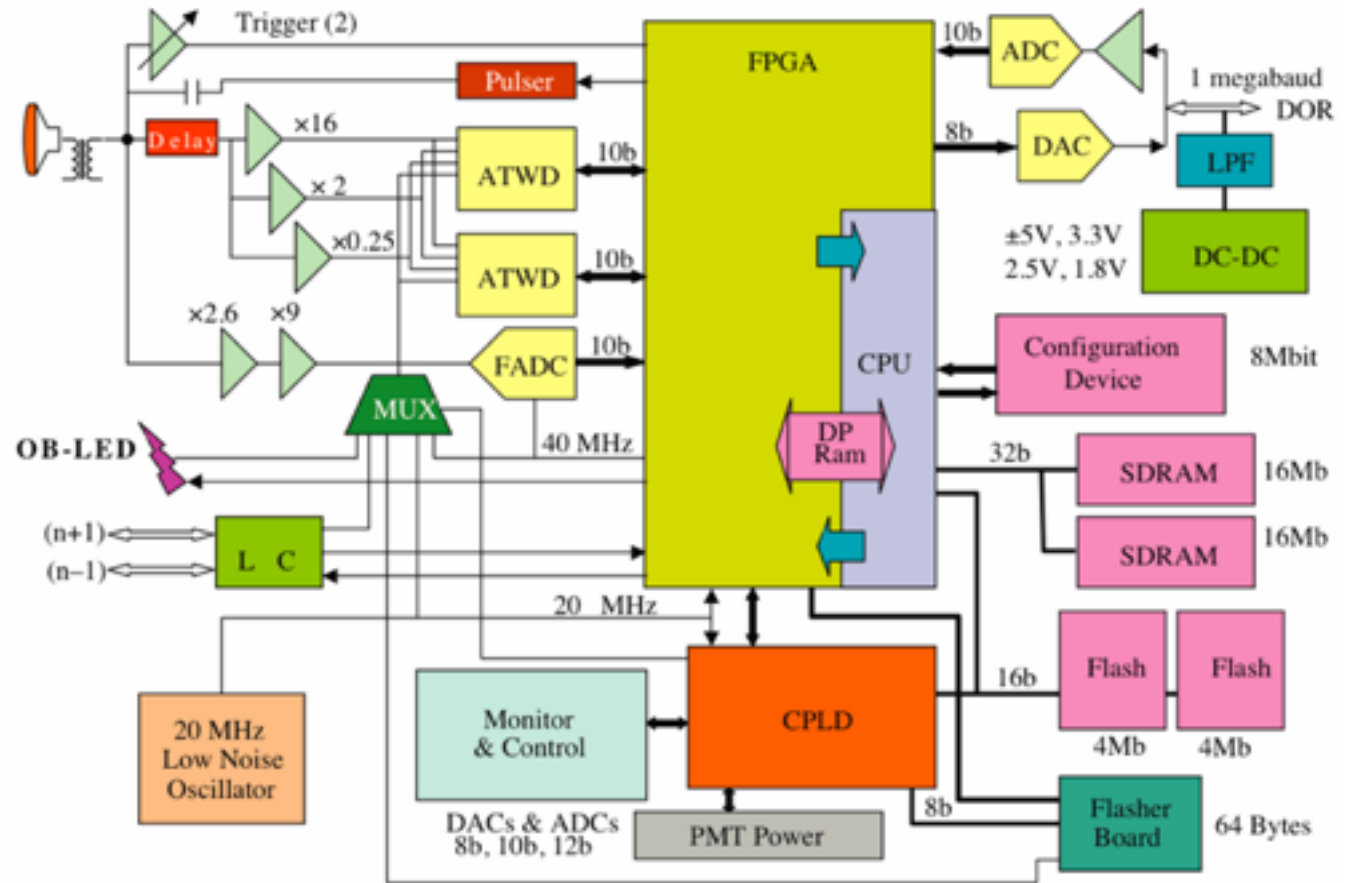 Trigger (2)
Pulser
Delay
×16
× 2
×0.25
ATWD
10b
ATWD
10b
×2.6
×9
FADC
10b
MUX
40 MHz
OB-LED
(n+1)
(n−1)
L C
20 MHz
20 MHz
Low Noise
Oscillator
FPGA
CPU
DP
Ram
10b
ADC
8b
DAC
1 megabaud
DOR
LPF
±5V, 3.3V
2.5V, 1.8V
DC-DC
Configuration
Device
8Mbit
32b
SDRAM
16Mb
SDRAM
16Mb
16b
Flash
Flash
4Mb
4Mb
Monitor
& Control
DACs & ADCs
8b, 10b, 12b
CPLD
PMT Power
8b
Flasher
Board
64 Bytes